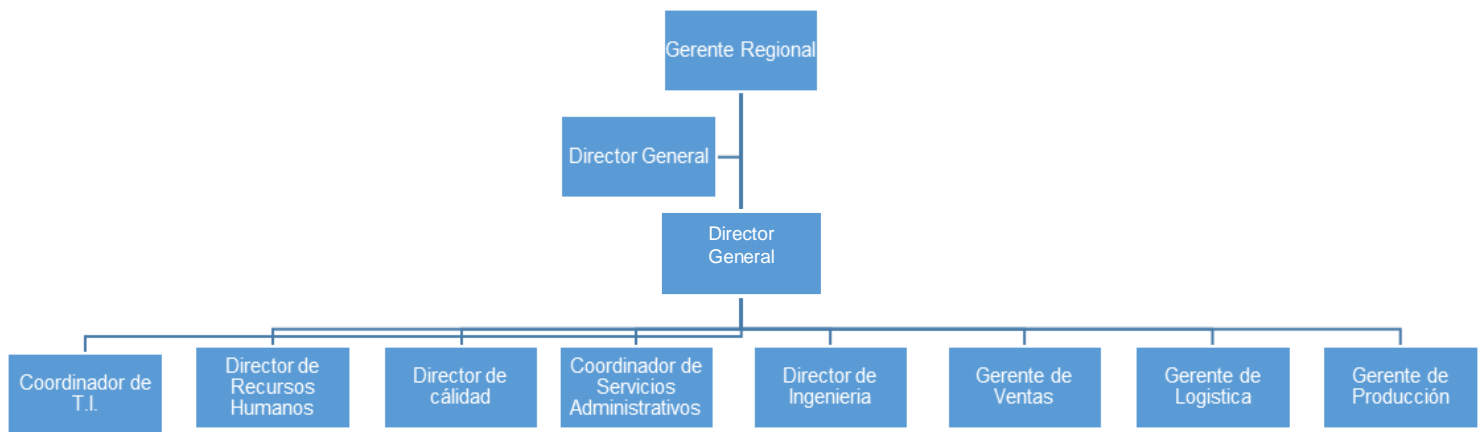 Gerente Regional
Director General
Director
General
Coordinador de
T.I.
Director de
Recursos
Humanos
Director de
cálidad
Coordinador de
Servicios
Administrativos
Director de
Ingenieria
Gerente de
Ventas
Gerente de
Logistica
Gerente de
Producción